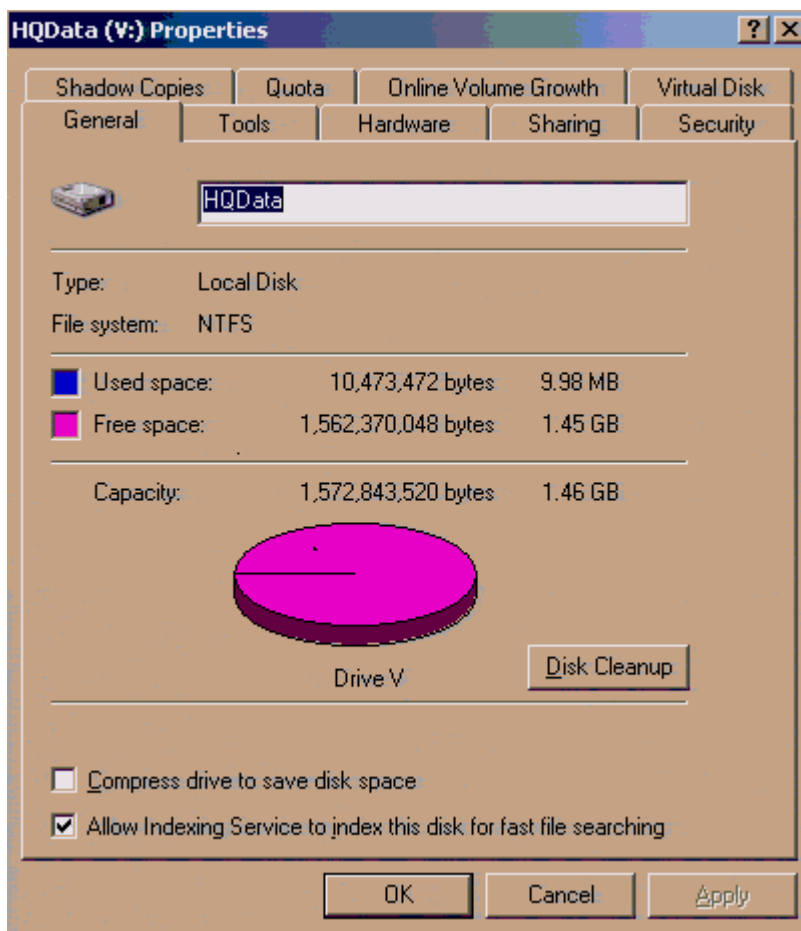 HQData (V:) Properties
Shadow Copies Quota Online Volume Growth Virtual Disk
General Tools Hardware Sharing Security
HQData
Type: Local Disk
File system: NTFS
Used space: 10,473,472 bytes 9.98 MB
Free space: 1,562,370,048 bytes 1.45 GB
Capacity: 1,572,843,520 bytes 1.46 GB
Drive V
Disk Cleanup
Compress drive to save disk space
Allow Indexing Service to index this disk for fast file searching
OK Cancel Apply